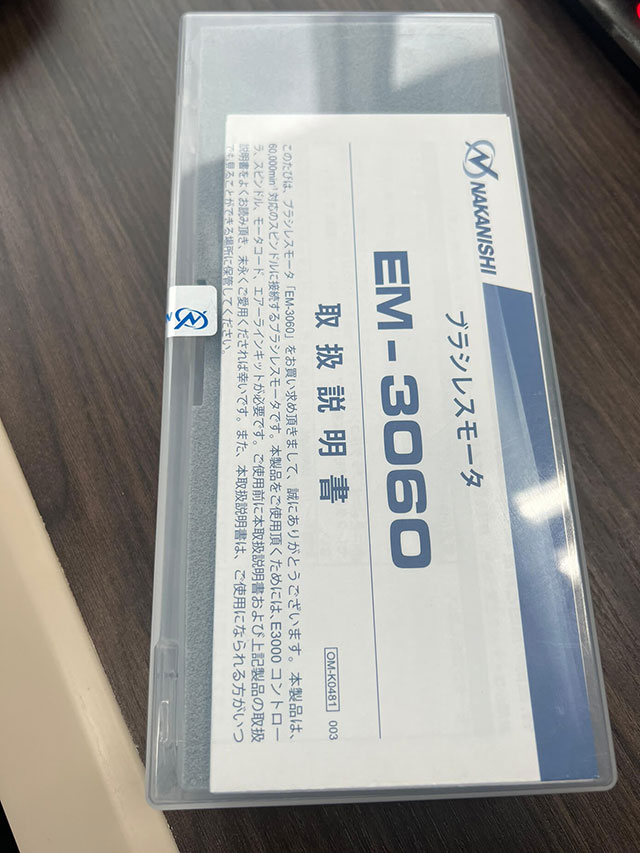 NAKANISHI
ブラシレスモータ
EM-3060
取扱説明書
OM-K0481 003
このたびは、ブラシレスモータ「EM-3060」をお買い求め頂きまして、誠にありがとうございます。本製品は、
60,000min⁻¹対応のスピンドルに接続するブラシレスモータです。本製品をご使用頂くためには、E3000 コントロー
ラ、スピンドル、モータコード、エアーラインキットが必要です。ご使用前に本取扱説明書および上記製品の取扱
説明書をよくお読み頂き、末永くご愛用くだされば幸いです。また、本取扱説明書は、ご使用になられる方がいつ
でも見ることができる場所に保管してください。